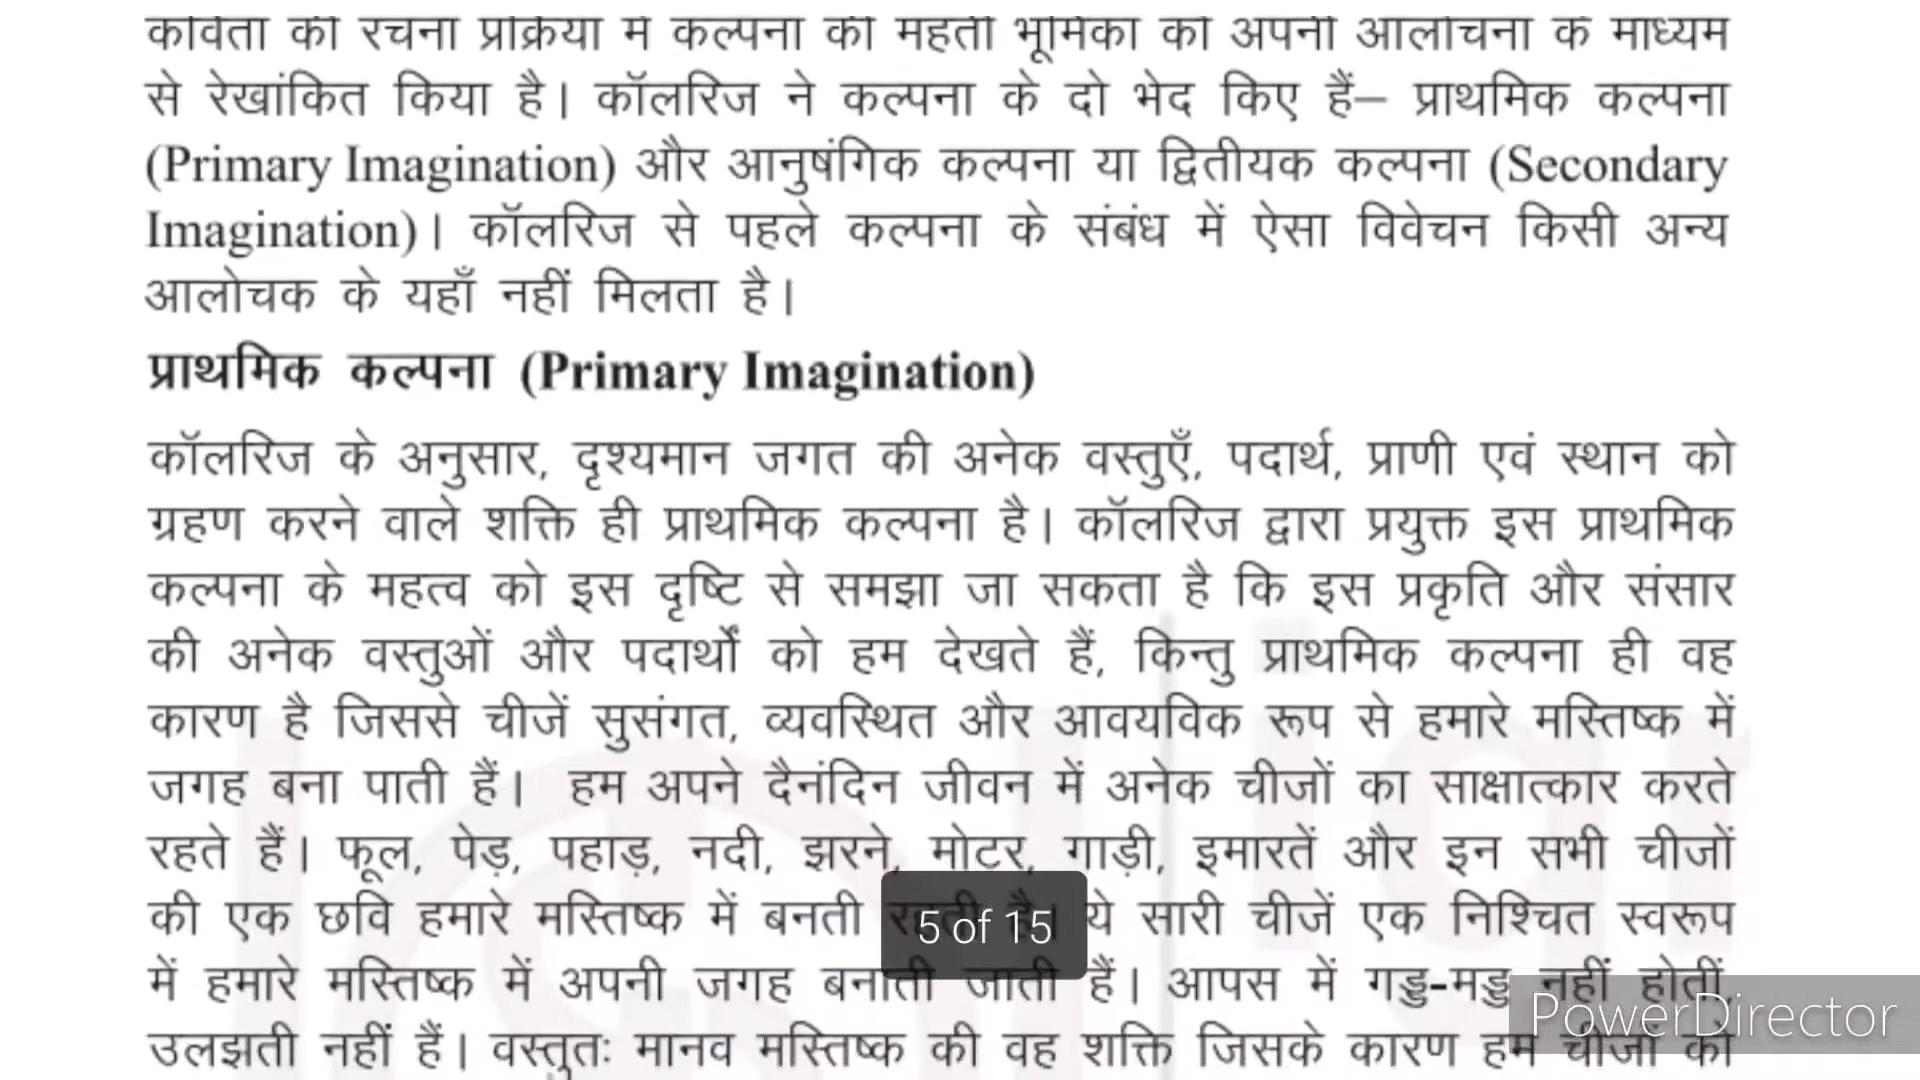 कविता की रचना प्रक्रिया में कल्पना की महती भूमिका को अपनी आलोचना के माध्यम
से रेखांकित किया है। कॉलरिज ने कल्पना के दो भेद किए हैं– प्राथमिक कल्पना
(Primary Imagination) और आनुषंगिक कल्पना या द्वितीयक कल्पना (Secondary
Imagination)। कॉलरिज से पहले कल्पना के संबंध में ऐसा विवेचन किसी अन्य
आलोचक के यहाँ नहीं मिलता है।
प्राथमिक कल्पना (Primary Imagination)
कॉलरिज के अनुसार, दृश्यमान जगत की अनेक वस्तुएँ, पदार्थ, प्राणी एवं स्थान को
ग्रहण करने वाले शक्ति ही प्राथमिक कल्पना है। कॉलरिज द्वारा प्रयुक्त इस प्राथमिक
कल्पना के महत्व को इस दृष्टि से समझा जा सकता है कि इस प्रकृति और संसार
की अनेक वस्तुओं और पदार्थों को हम देखते हैं, किन्तु प्राथमिक कल्पना ही वह
कारण है जिससे चीजें सुसंगत, व्यवस्थित और आवयविक रूप से हमारे मस्तिष्क में
जगह बना पाती हैं। हम अपने दैनंदिन जीवन में अनेक चीजों का साक्षात्कार करते
रहते हैं। फूल, पेड़, पहाड़, नदी, झरने, मोटर, गाड़ी, इमारतें और इन सभी चीजों
की एक छवि हमारे मस्तिष्क में बनती रहती है। ये सारी चीजें एक निश्चित स्वरूप
5 of 15
में हमारे मस्तिष्क में अपनी जगह बनाती जाती हैं। आपस में गड्ड-मड्ड नहीं होतीं,
PowerDirector
उलझती नहीं हैं। वस्तुतः मानव मस्तिष्क की वह शक्ति जिसके कारण हम चीजों को